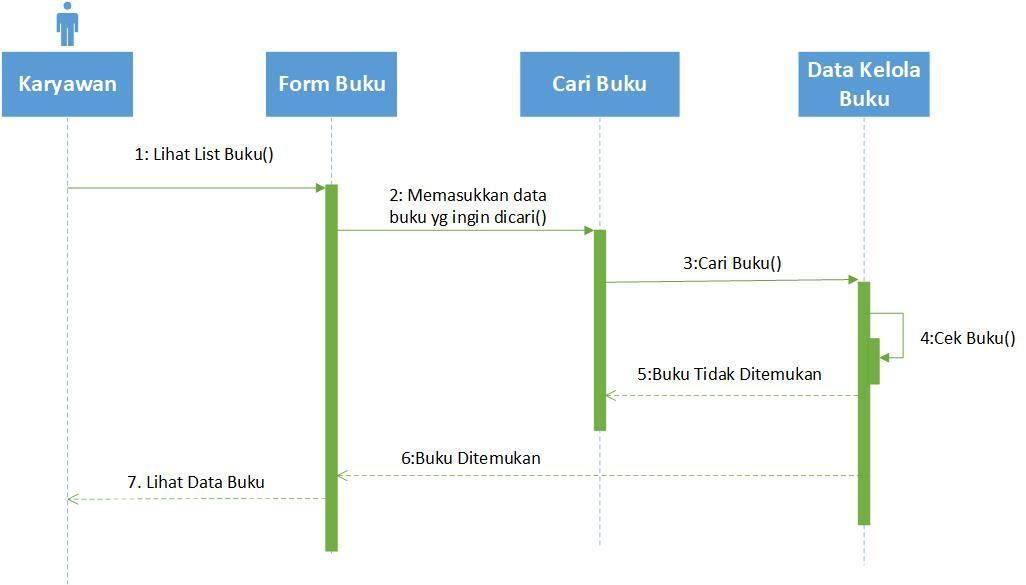 Karyawan
Form Buku
Cari Buku
Data Kelola
Buku
1: Lihat List Buku()
2: Memasukkan data
buku yg ingin dicari()
3:Cari Buku()
4:Cek Buku()
5:Buku Tidak Ditemukan
6:Buku Ditemukan
7. Lihat Data Buku